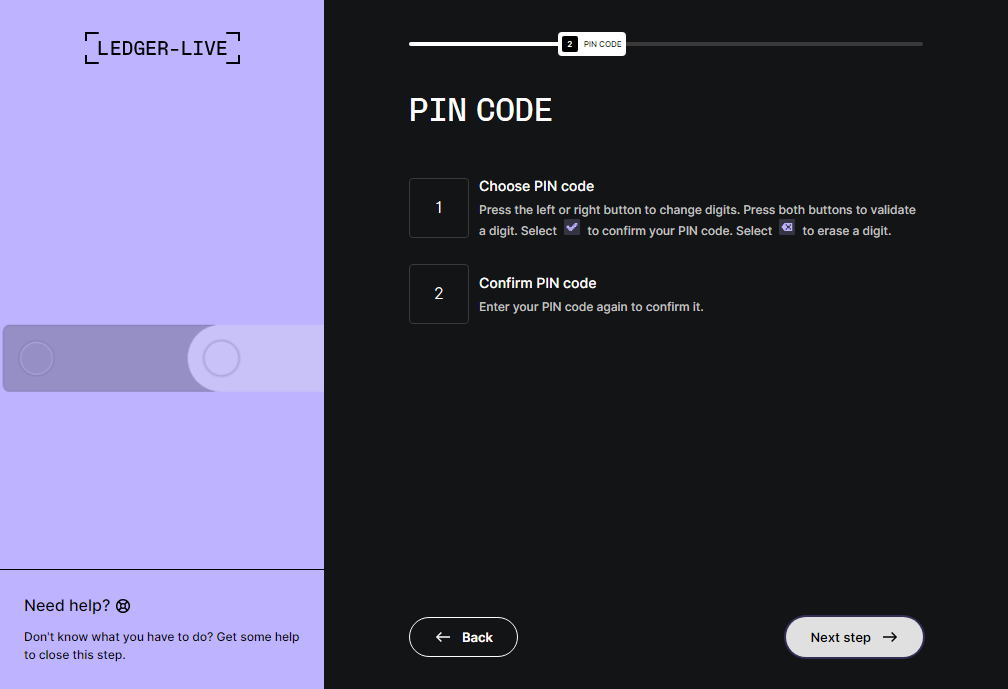 LEDGER-LIVE
2 PIN CODE
PIN CODE
1
Choose PIN code
Press the left or right button to change digits. Press both buttons to validate
a digit. Select to confirm your PIN code. Select to erase a digit.
2
Confirm PIN code
Enter your PIN code again to confirm it.
Need help?
Don't know what you have to do? Get some help
to close this step.
Back
Next step